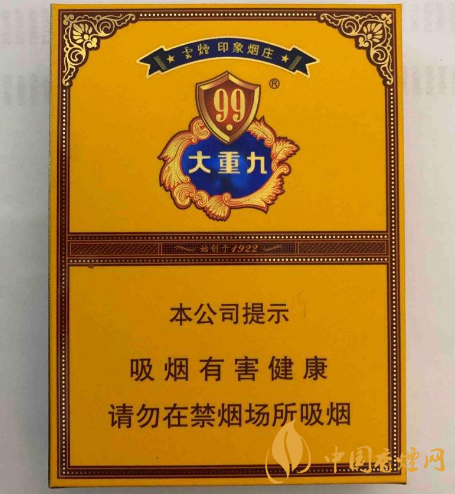 雲煙 印象烟庄
99
®
大重九
始创于1922
本公司提示
吸烟有害健康
请勿在禁烟场所吸烟
中国香烟网